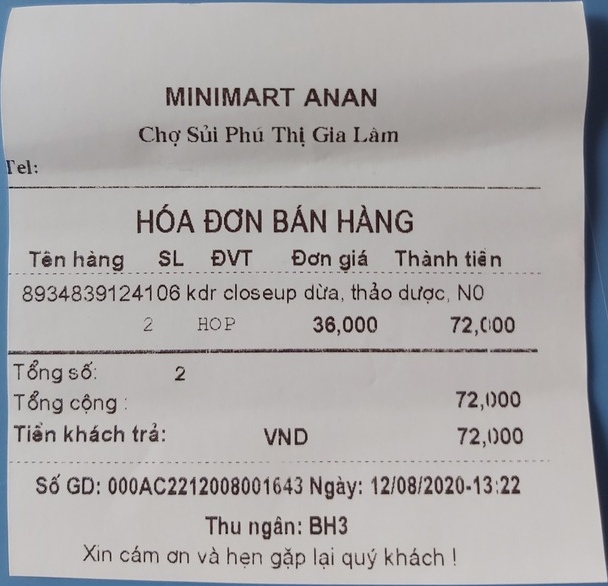 MINIMART ANAN
Chợ Sủi Phú Thị Gia Lâm
Tel:
HÓA ĐƠN BÁN HÀNG
Tên hàng SL ĐVT Đơn giá Thành tiền
8934839124106 kdr closeup dừa, thảo dược, N0
2 HOP 36,000 72,000
Tổng số: 2
Tổng cộng : 72,000
Tiền khách trả: VND 72,000
Số GD: 000AC2212008001643 Ngày: 12/08/2020-13:22
Thu ngân: BH3
Xin cám ơn và hẹn gặp lại quý khách !